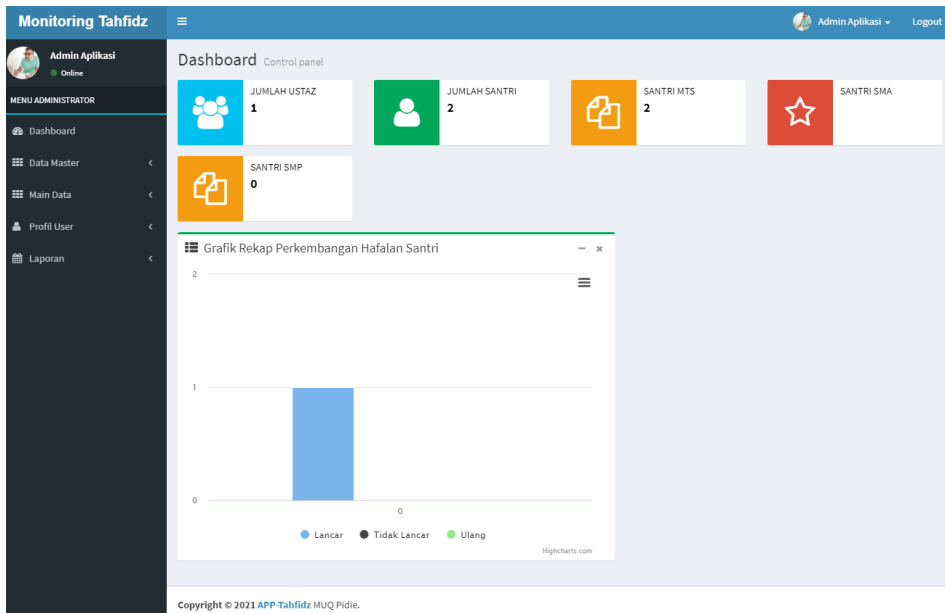 Monitoring Tahfidz
Admin Aplikasi
Logout
Admin Aplikasi
Online
MENU ADMINISTRATOR
Dashboard
Data Master
Main Data
Profil User
Laporan
Dashboard Control panel
JUMLAH USTAZ
1
JUMLAH SANTRI
2
SANTRI MTS
2
SANTRI SMA
SANTRI SMP
0
Grafik Rekap Perkembangan Hafalan Santri
2
1
0
0
Lancar Tidak Lancar Ulang
Highcharts.com
Copyright © 2021 APP-Tahfidz MUQ Pidie.